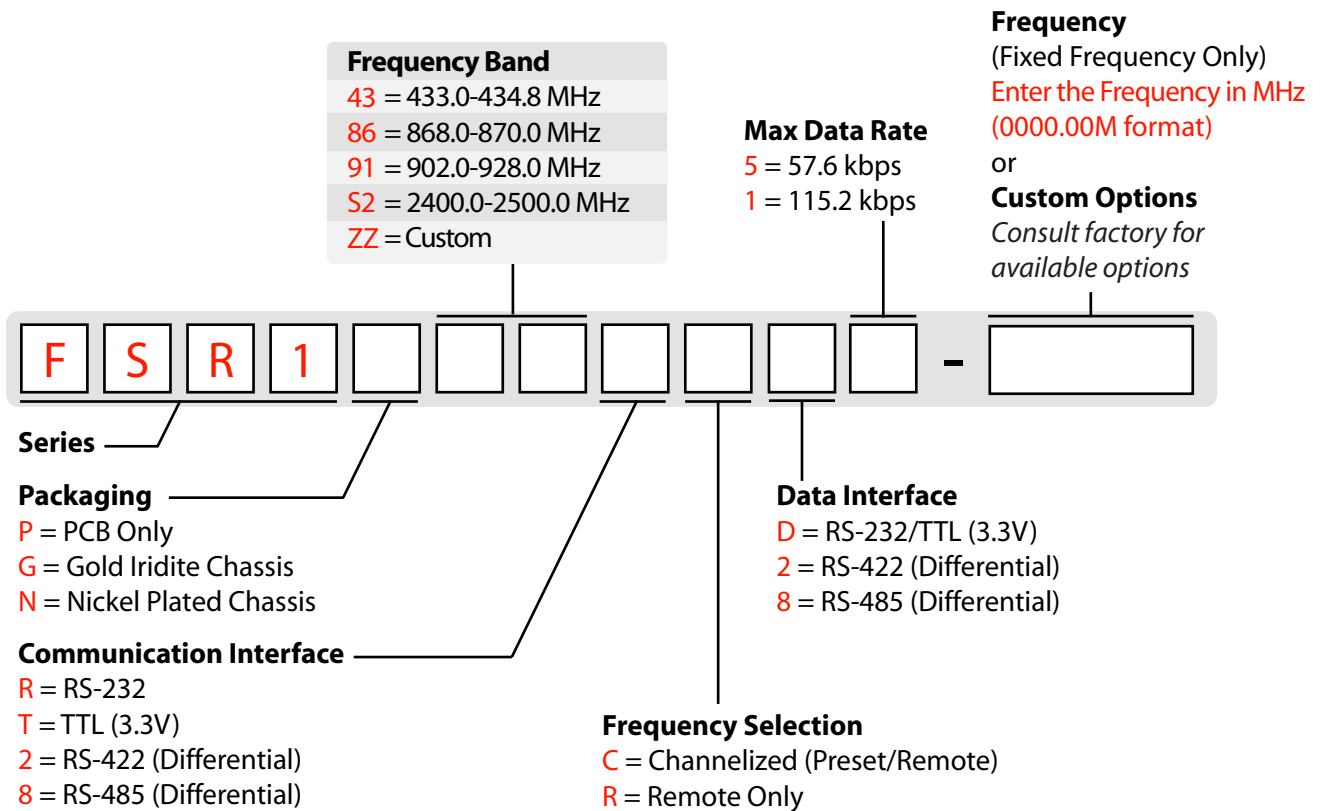 Frequency Band
43 = 433.0-434.8 MHz
86 = 868.0-870.0 MHz
91 = 902.0-928.0 MHz
S2 = 2400.0-2500.0 MHz
ZZ = Custom
Max Data Rate
5 = 57.6 kbps
1 = 115.2 kbps
Frequency
(Fixed Frequency Only)
Enter the Frequency in MHz
(0000.00M format)
or
Custom Options
Consult factory for
available options
F S R 1 -
Series
Packaging
P = PCB Only
G = Gold Iridite Chassis
N = Nickel Plated Chassis
Communication Interface
R = RS-232
T = TTL (3.3V)
2 = RS-422 (Differential)
8 = RS-485 (Differential)
Data Interface
D = RS-232/TTL (3.3V)
2 = RS-422 (Differential)
8 = RS-485 (Differential)
Frequency Selection
C = Channelized (Preset/Remote)
R = Remote Only